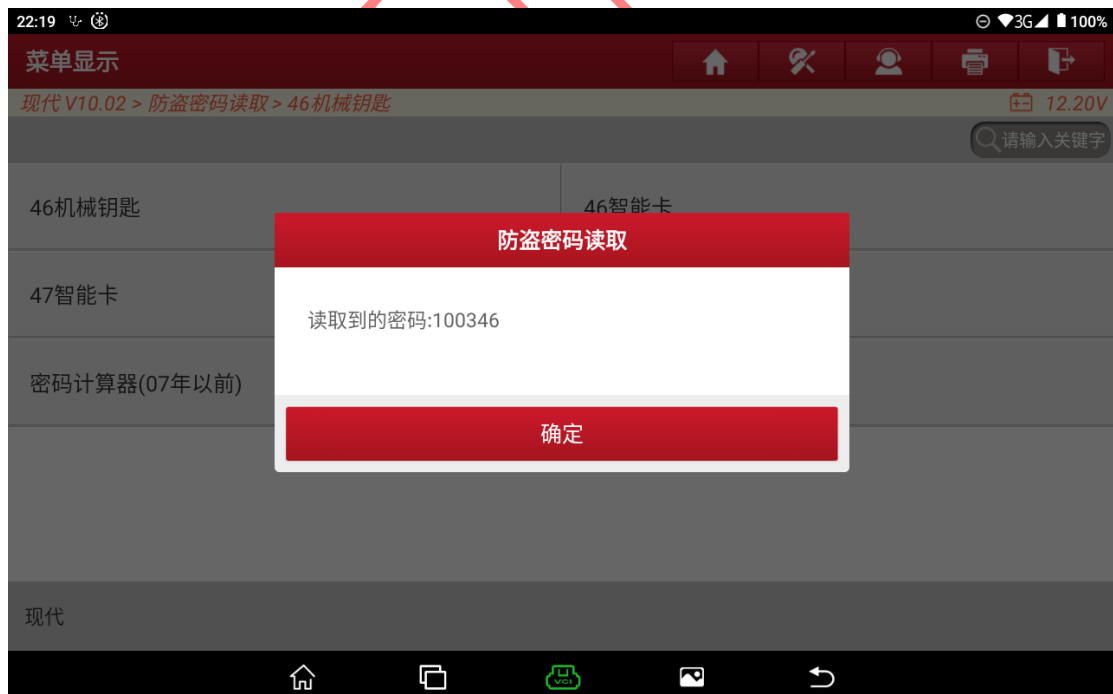 22:19 3G 100%
菜单显示
现代 V10.02 > 防盗密码读取 > 46机械钥匙 12.20V
请输入关键字
46机械钥匙 46智能卡
防盗密码读取
47智能卡
读取到的密码:100346
密码计算器(07年以前)
确定
现代
VCI